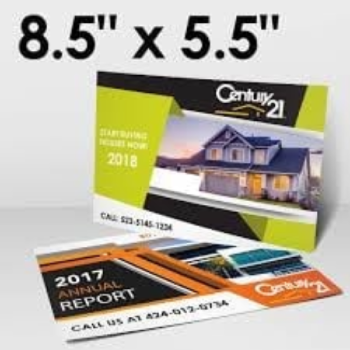 8.5" x 5.5"
Century
21
START BUYING
HOUSES NOW!
2018
CALL: 523-5145-1234
2017
ANNUAL
REPORT
Century
21
CALL US AT 424-012-0734